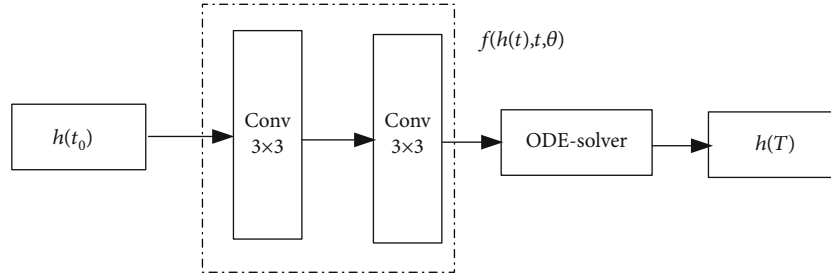 f(h(t),t,θ)
h(t₀)
Conv
3×3
Conv
3×3
ODE-solver
h(T)